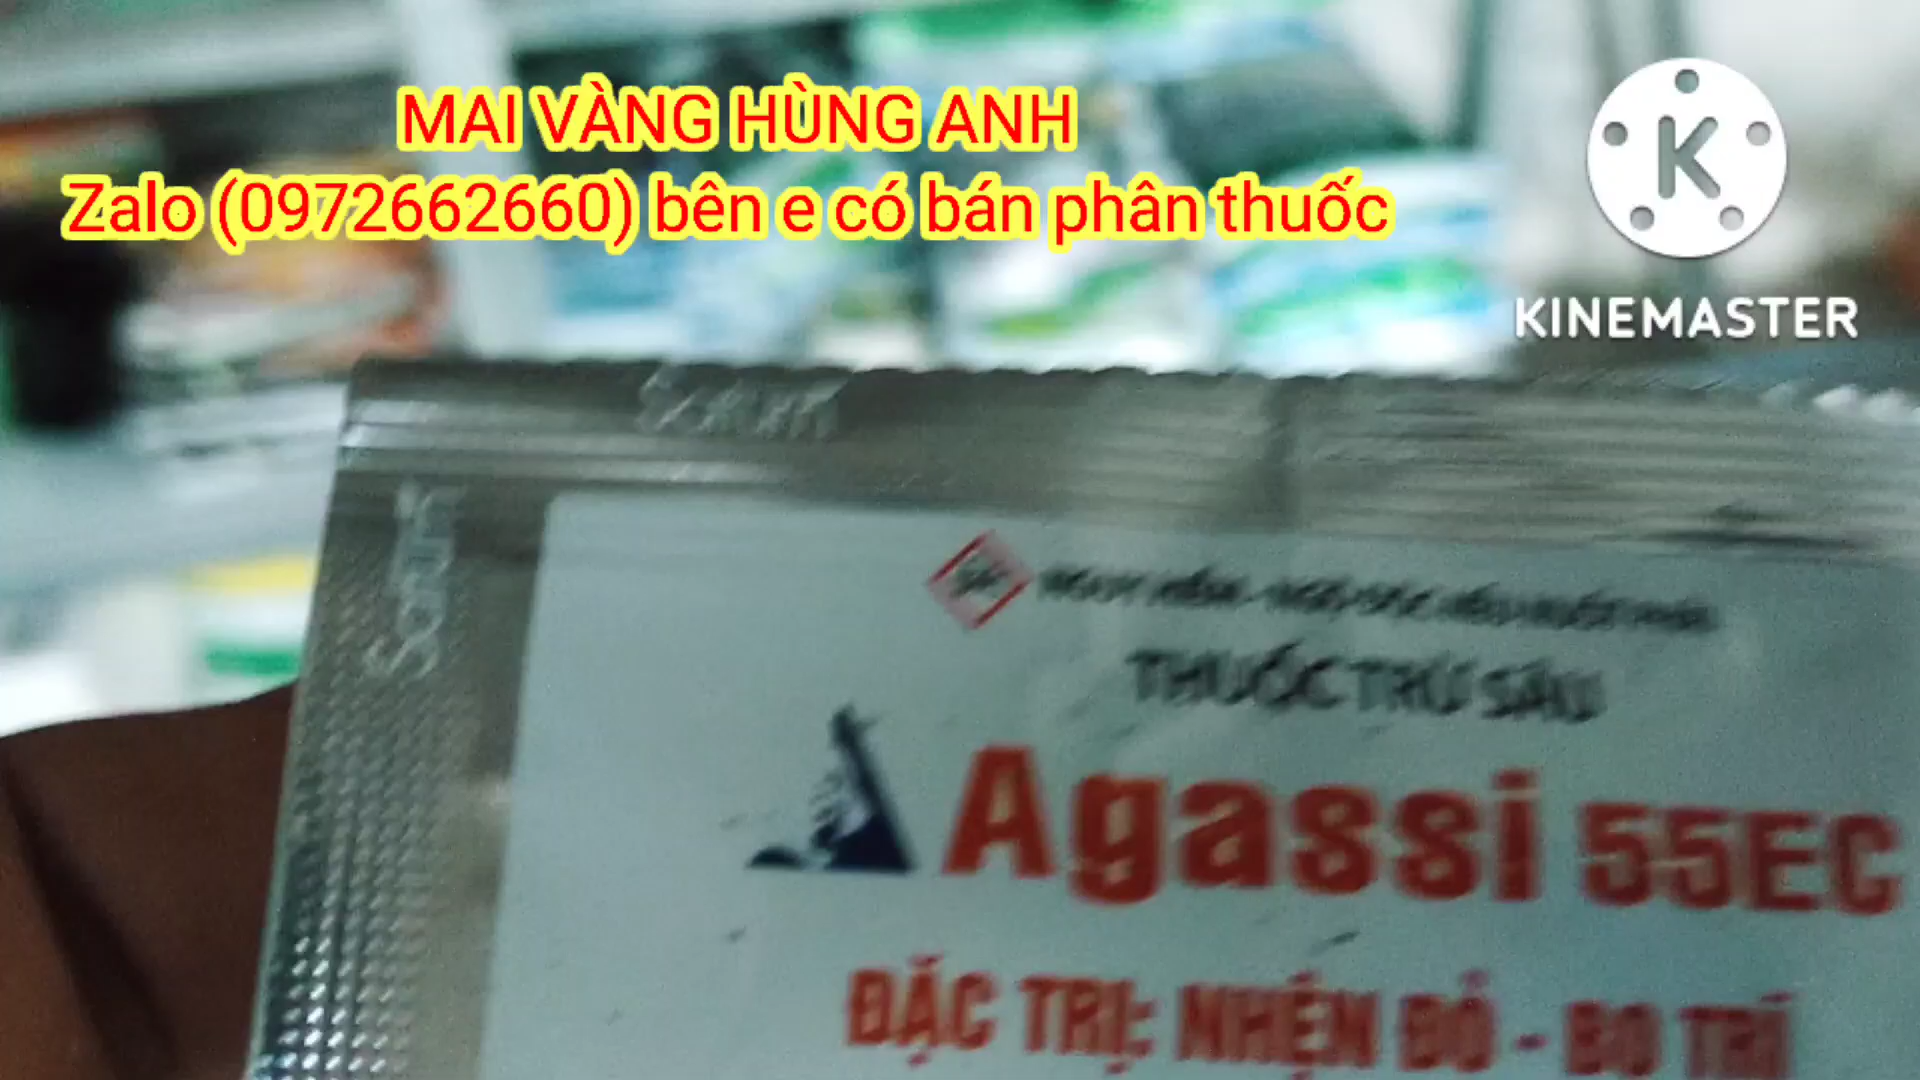 MAI VÀNG HÙNG ANH
Zalo (0972662660) bên e có bán phân thuốc
K
KINEMASTER
THUỐC TRỪ SÂU
Agassi 55EC
ĐẶC TRỊ: NHỆN ĐỎ - BỌ TRĨ